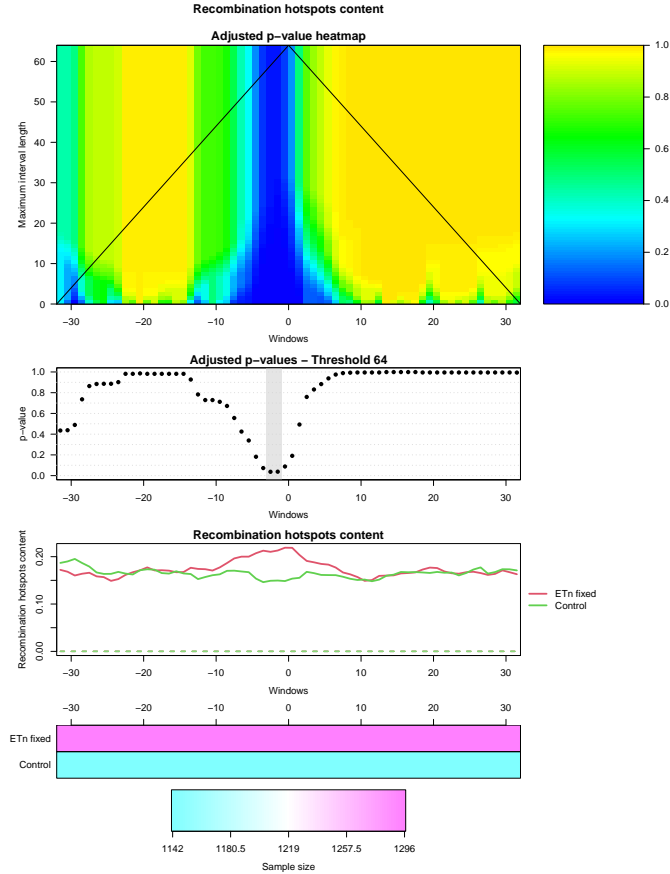 Recombination hotspots content
Adjusted p−value heatmap
Maximum interval length
60
50
40
30
20
10
0
−30 −20 −10 0 10 20 30
Windows
1.0
0.8
0.6
0.4
0.2
0.0
Adjusted p−values − Threshold 64
p−value
1.0
0.8
0.6
0.4
0.2
0.0
−30 −20 −10 0 10 20 30
Windows
Recombination hotspots content
Recombination hotspots content
0.20
0.10
0.00
−30 −20 −10 0 10 20 30
Windows
ETn fixed
Control
−30 −20 −10 0 10 20 30
ETn fixed
Control
1142 1180.5 1219 1257.5 1296
Sample size